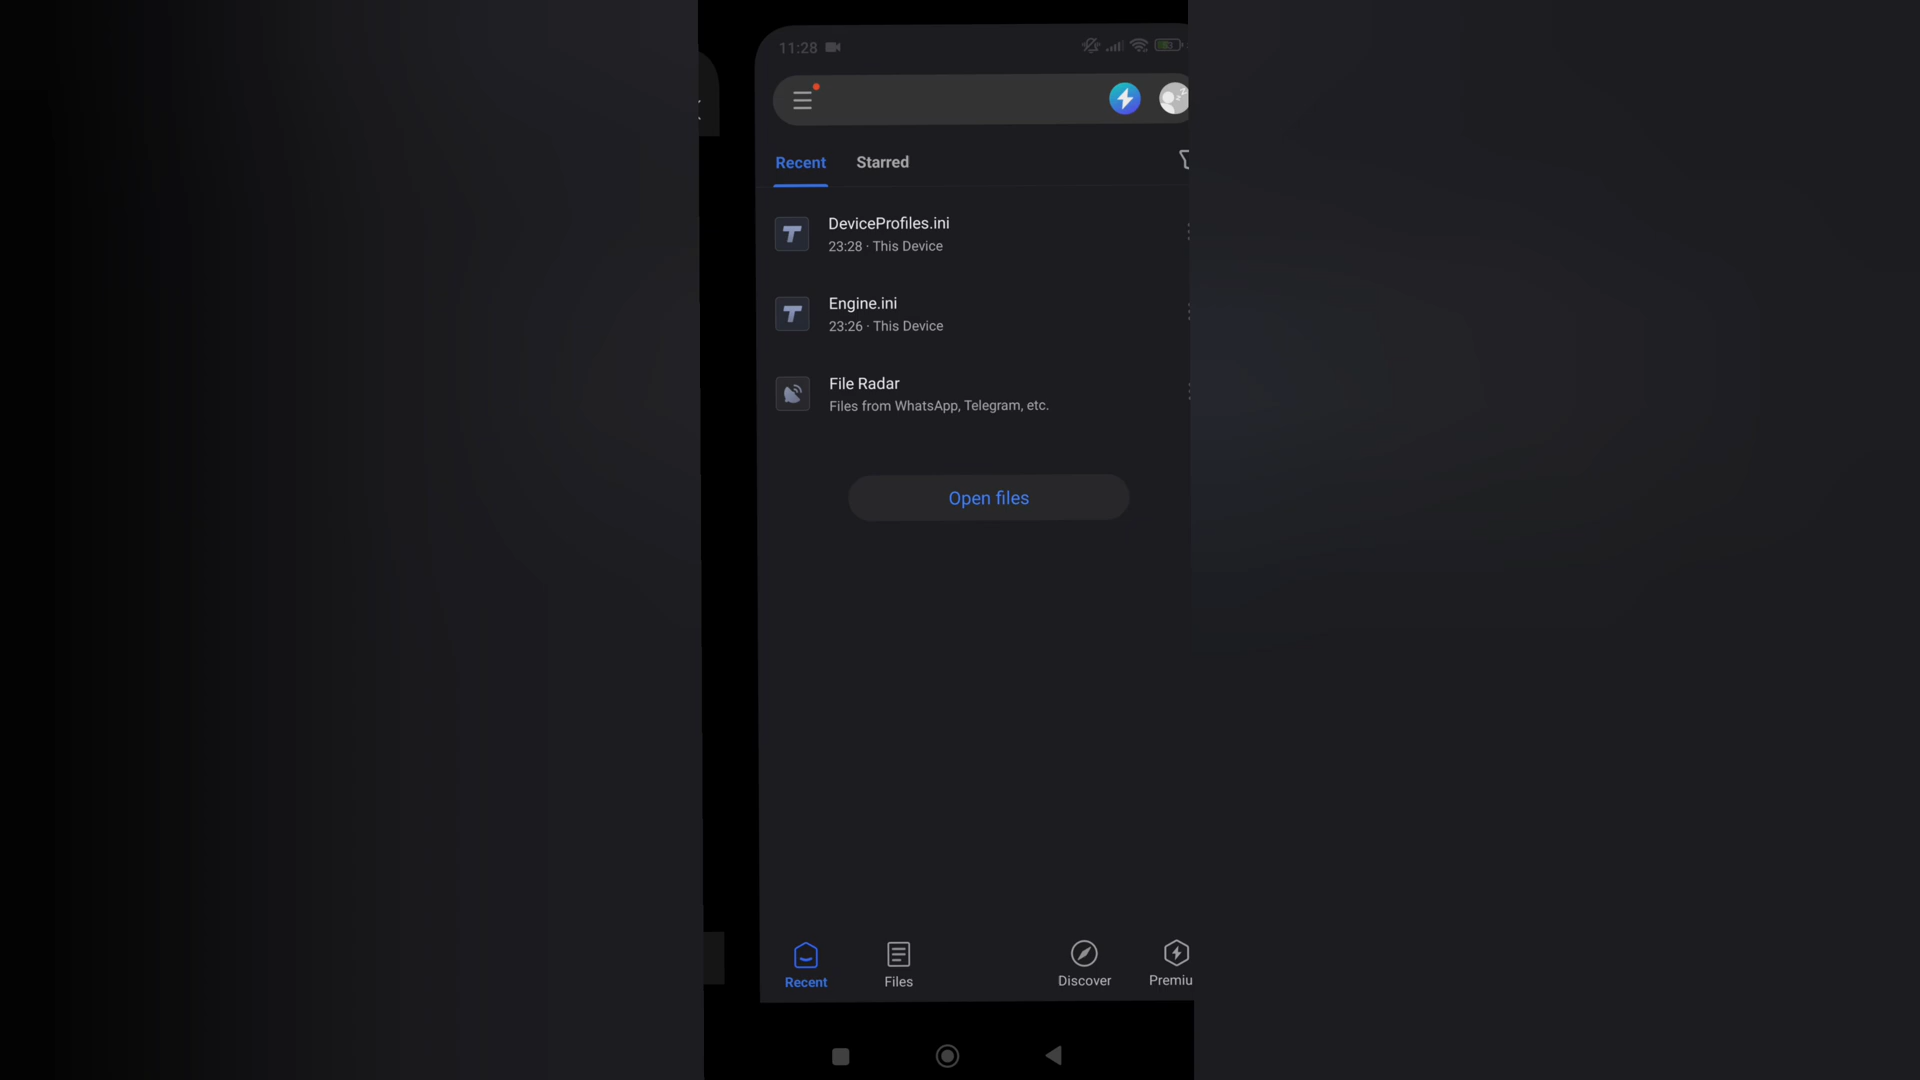 11:28
Recent Starred
DeviceProfiles.ini
23:28 · This Device
Engine.ini
23:26 · This Device
File Radar
Files from WhatsApp, Telegram, etc.
Open files
Recent Files Discover Premiu